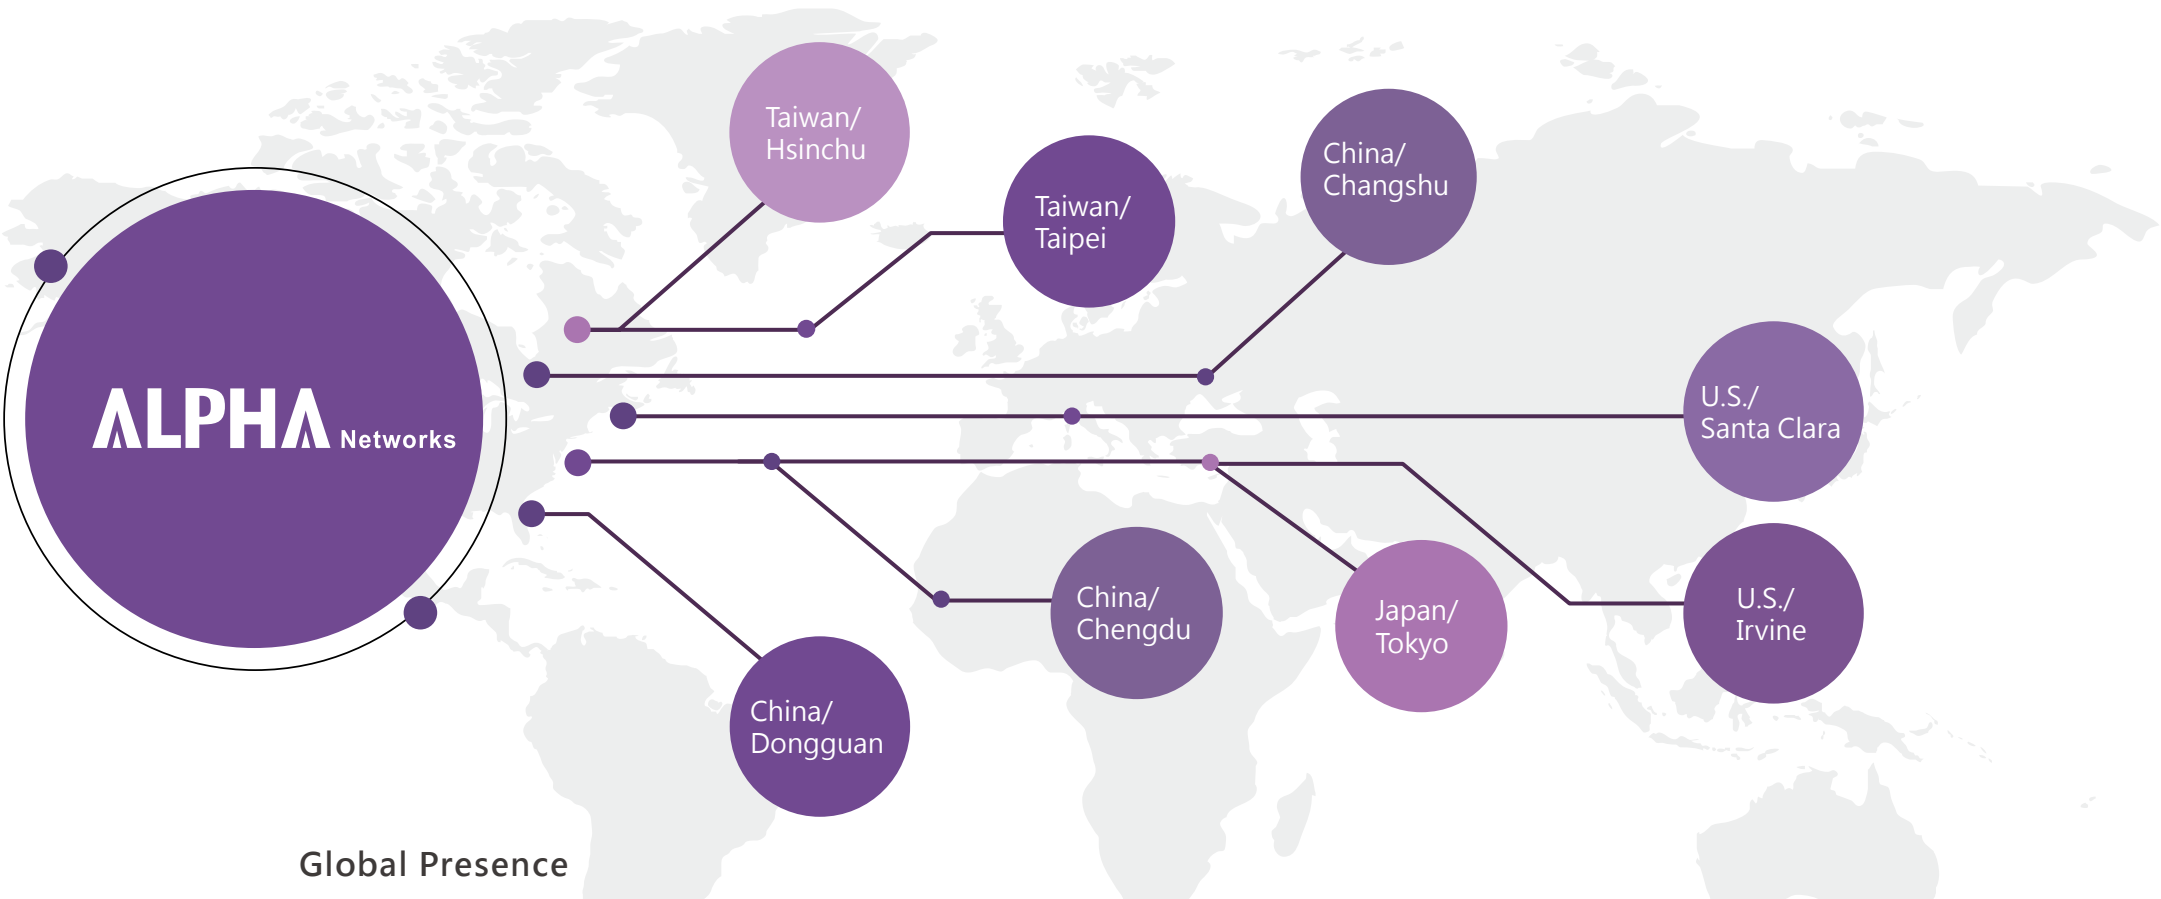 Taiwan/
Hsinchu
Taiwan/
Taipei
China/
Changshu
ALPHA Networks
U.S./
Santa Clara
China/
Chengdu
Japan/
Tokyo
U.S./
Irvine
China/
Dongguan
Global Presence